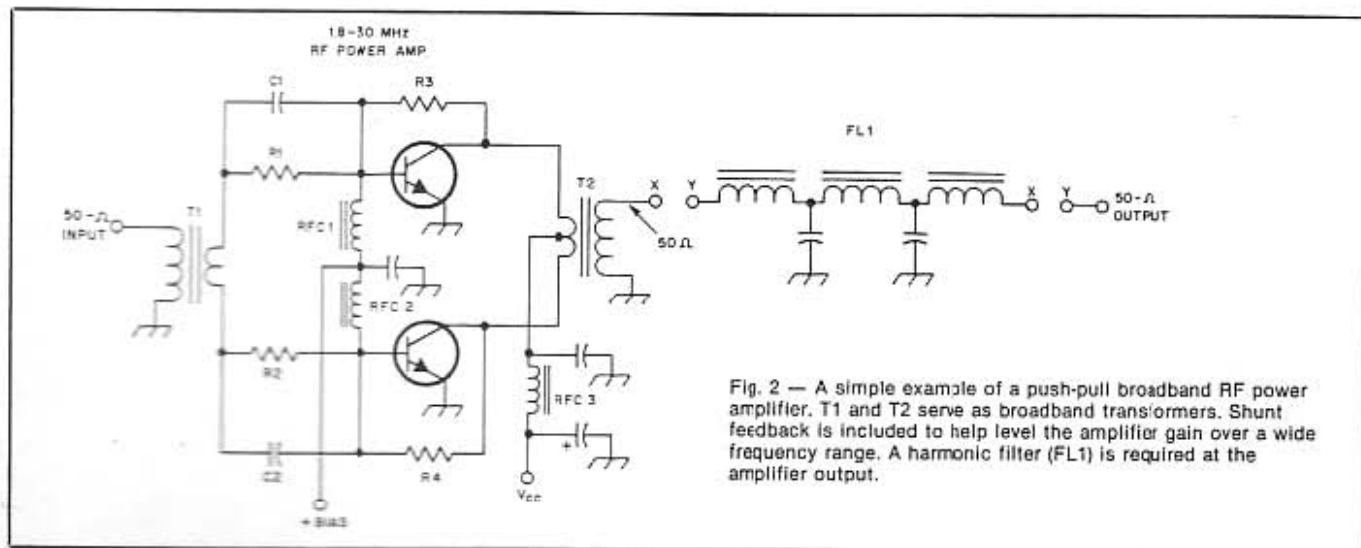 1.8-30 MHz
RF POWER AMP.
C1
R3
R1
50-Ω
INPUT
T1
RFC 1
RFC 2
R2
C2
R4
+ BIAS
T2
X
Y
50 Ω
RFC 3
+
Vcc
FL1
X
Y
50-Ω
OUTPUT
Fig. 2 — A simple example of a push-pull broadband RF power
amplifier. T1 and T2 serve as broadband transformers. Shunt
feedback is included to help level the amplifier gain over a wide
frequency range. A harmonic filter (FL1) is required at the
amplifier output.